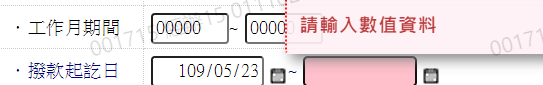 ・工作月期間 00000 ~ 0000
請輸入數值資料
・撥款起訖日 109/05/23 ~